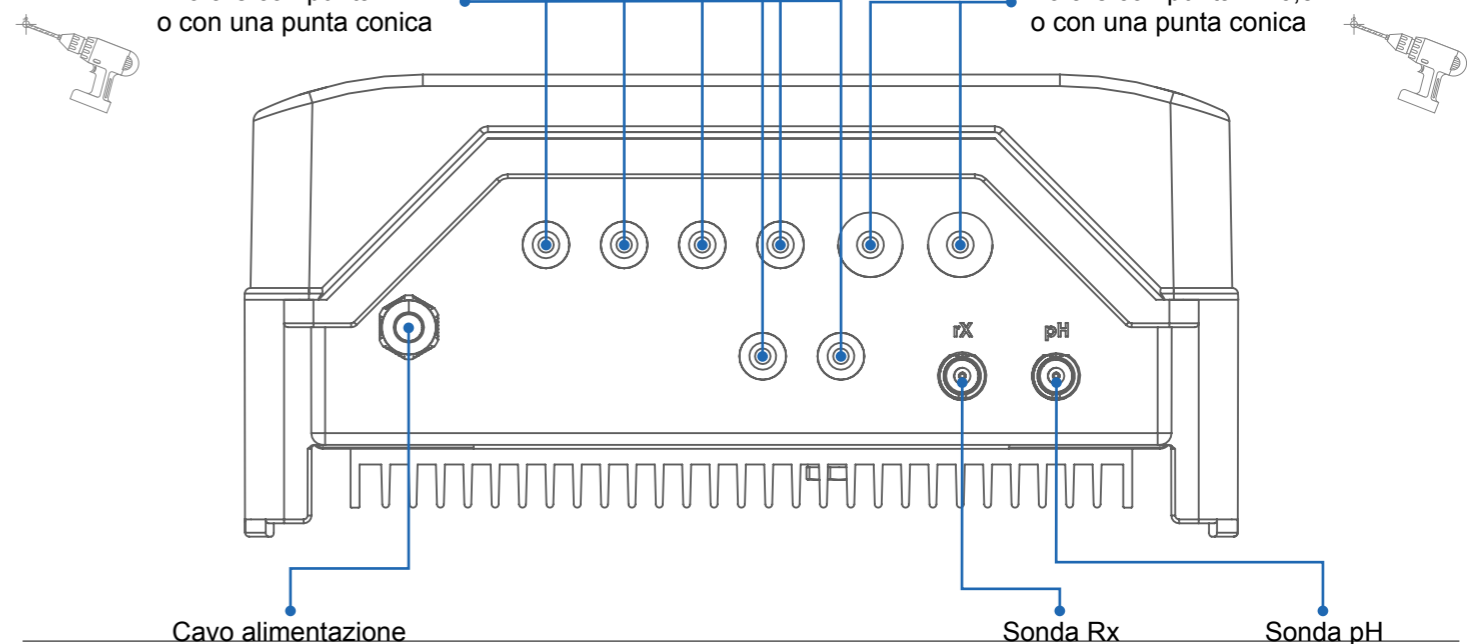 o con una punta conica
o con una punta conica
rX
pH
Cavo alimentazione
Sonda Rx
Sonda pH